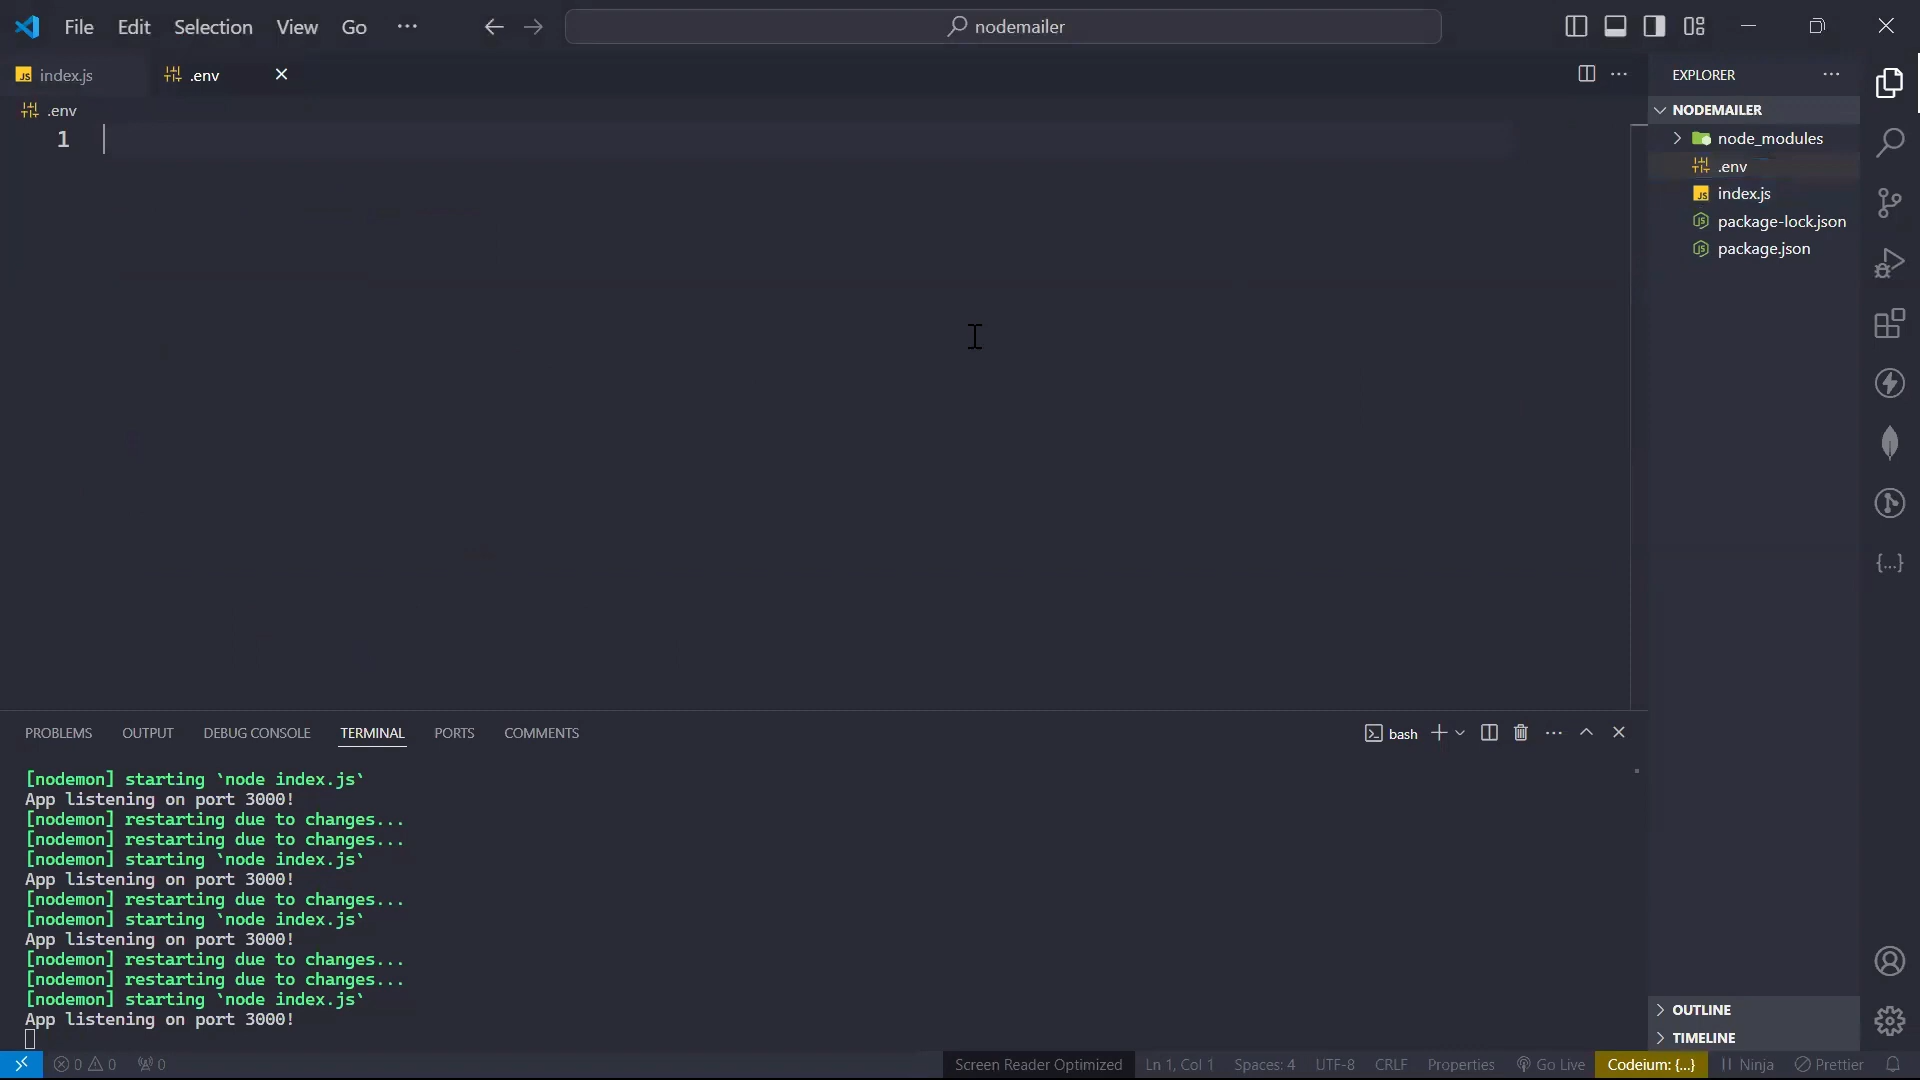 File Edit Selection View Go ···
nodemailer
index.js
.env
EXPLORER
.env
NODEMAILER
1
node_modules
.env
index.js
package-lock.json
package.json
PROBLEMS OUTPUT DEBUG CONSOLE TERMINAL PORTS COMMENTS
bash
[nodemon] starting `node index.js`
App listening on port 3000!
[nodemon] restarting due to changes...
[nodemon] restarting due to changes...
[nodemon] starting `node index.js`
App listening on port 3000!
[nodemon] restarting due to changes...
[nodemon] starting `node index.js`
App listening on port 3000!
[nodemon] restarting due to changes...
[nodemon] restarting due to changes...
[nodemon] starting `node index.js`
App listening on port 3000!
OUTLINE
TIMELINE
0 0 0 Screen Reader Optimized Ln 1, Col 1 Spaces: 4 UTF-8 CRLF Properties Go Live Codeium: {...} Ninja Prettier